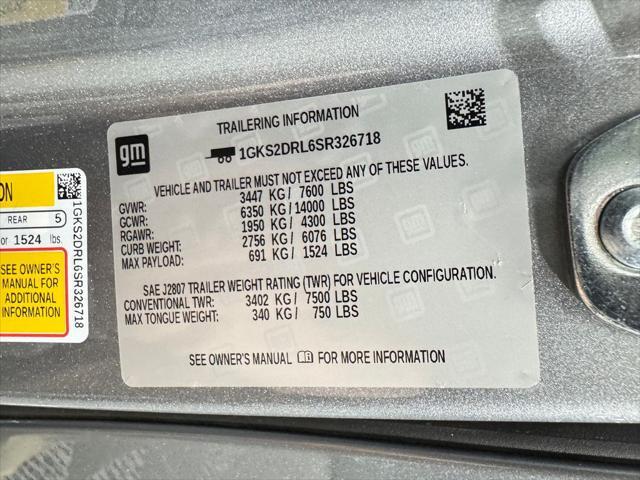 TRAILERING INFORMATION
gm 1GKS2DRL6SR326718
VEHICLE AND TRAILER MUST NOT EXCEED ANY OF THESE VALUES.
GVWR: 3447 KG/ 7600 LBS
GCWR: 6350 KG/14000 LBS
RGAWR: 1950 KG/ 4300 LBS
CURB WEIGHT: 2756 KG/ 6076 LBS
MAX PAYLOAD: 691 KG/ 1524 LBS
SAE J2807 TRAILER WEIGHT RATING (TWR) FOR VEHICLE CONFIGURATION.
CONVENTIONAL TWR: 3402 KG/ 7500 LBS
MAX TONGUE WEIGHT: 340 KG/ 750 LBS
SEE OWNER'S MANUAL FOR MORE INFORMATION
REAR 5
or 1524 lbs.
SEE OWNER'S
MANUAL FOR
ADDITIONAL
INFORMATION
1GKS2DRL6SR326718